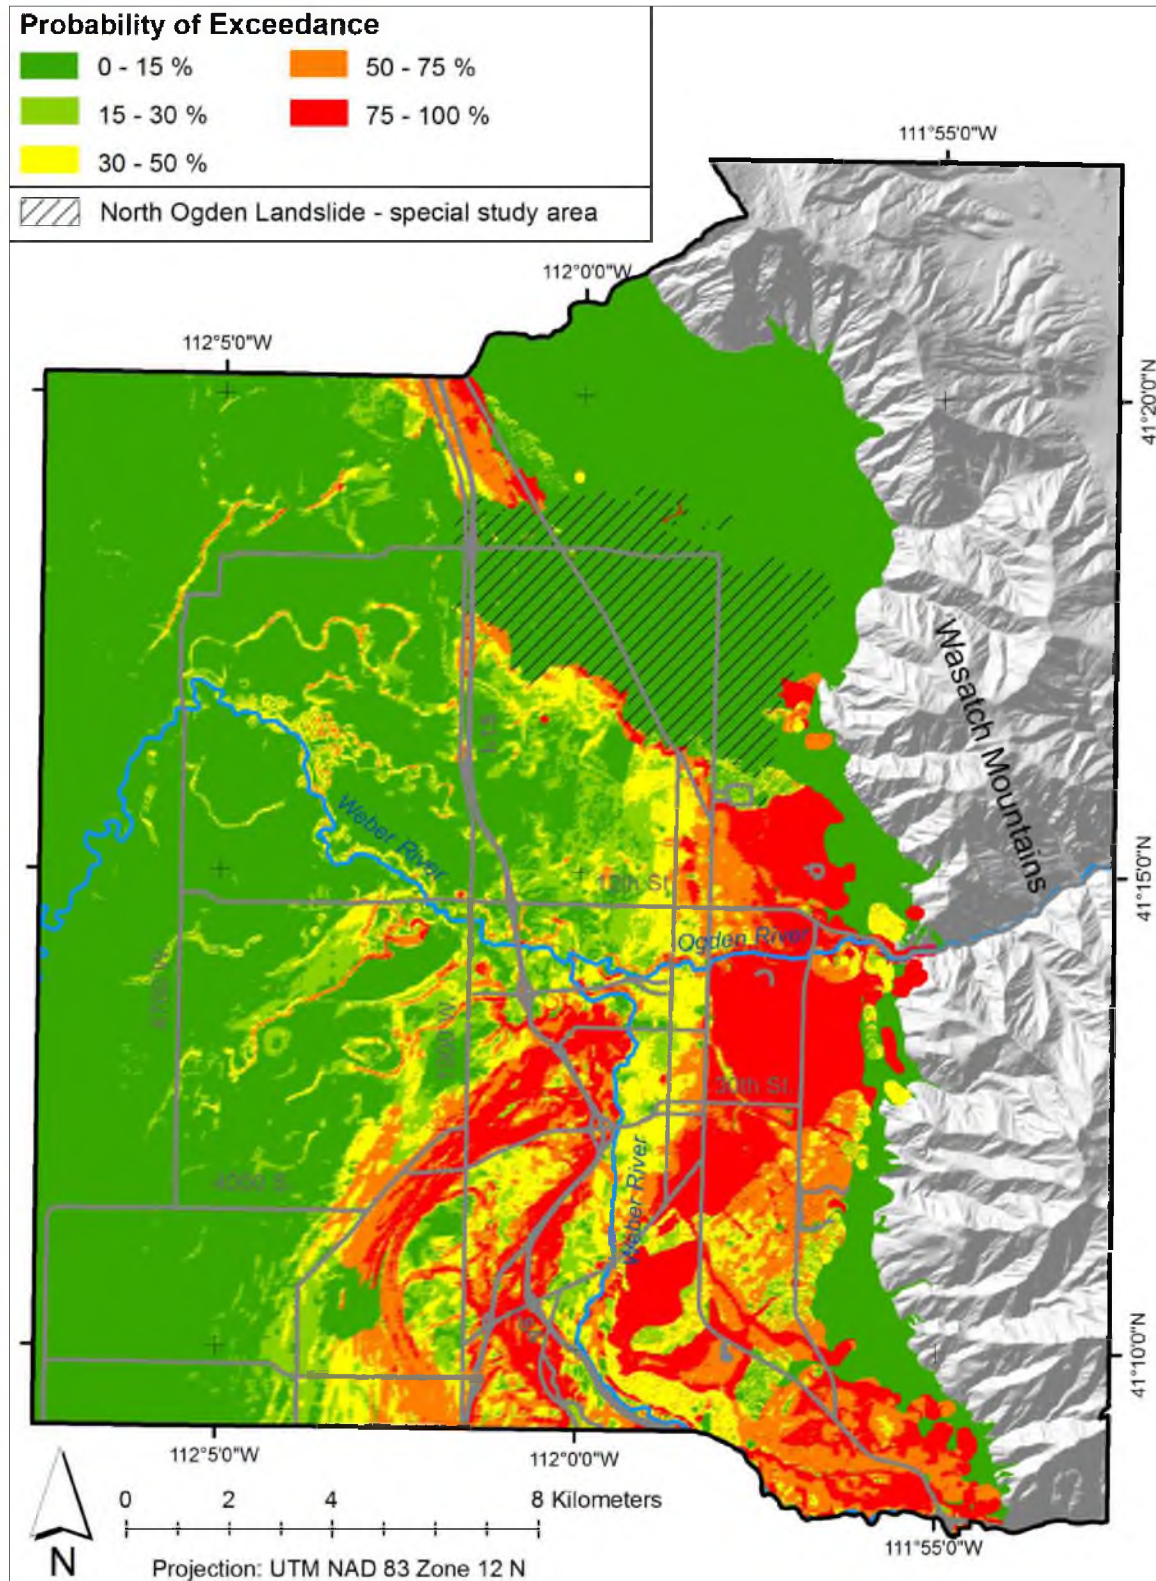 Probability of Exceedance
0 - 15 %
50 - 75 %
15 - 30 %
75 - 100 %
30 - 50 %
North Ogden Landslide - special study area
111°55'0"W
112°0'0"W
112°5'0"W
41°20'0"N
Wasatch Mountains
I-15
Weber River
12th St.
41°15'0"N
Ogden River
30th St.
4000 S.
Weber River
41°10'0"N
112°5'0"W
112°0'0"W
111°55'0"W
0 2 4 8 Kilometers
N
Projection: UTM NAD 83 Zone 12 N